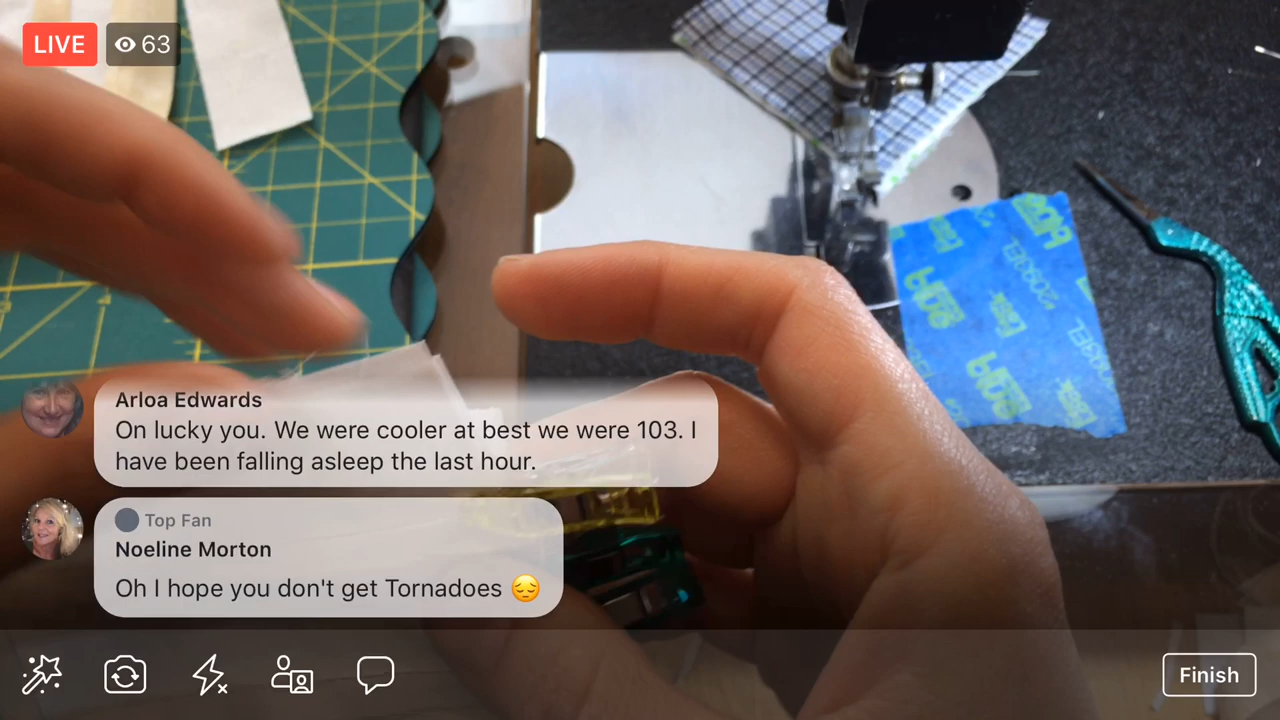 LIVE 63
Arloa Edwards
On lucky you. We were cooler at best we were 103. I
have been falling asleep the last hour.
Top Fan
Noeline Morton
Oh I hope you don't get Tornadoes 😔
Finish